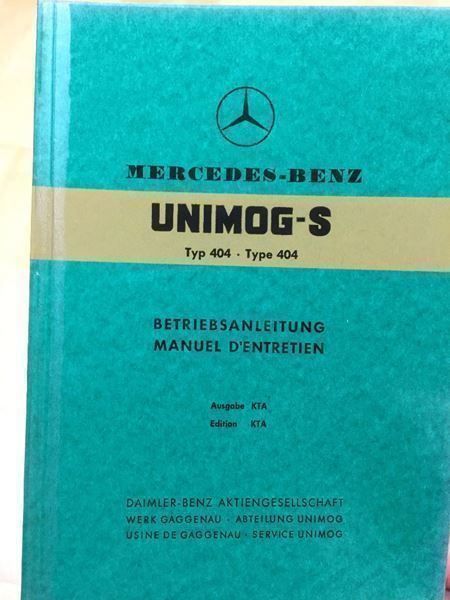 MERCEDES-BENZ
UNIMOG-S
Typ 404 · Type 404
BETRIEBSANLEITUNG
MANUEL D'ENTRETIEN
Ausgabe KTA
Edition KTA
DAIMLER-BENZ AKTIENGESELLSCHAFT
WERK GAGGENAU · ABTEILUNG UNIMOG
USINE DE GAGGENAU · SERVICE UNIMOG